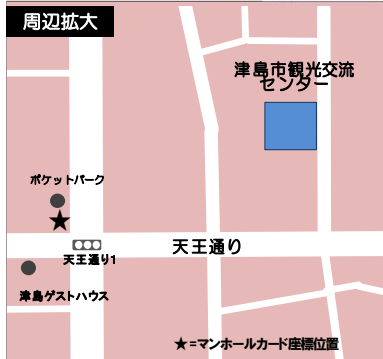 周辺拡大
津島市観光交流
センター
ポケットパーク
★
天王通り
天王通り1
津島ゲストハウス
★=マンホールカード座標位置